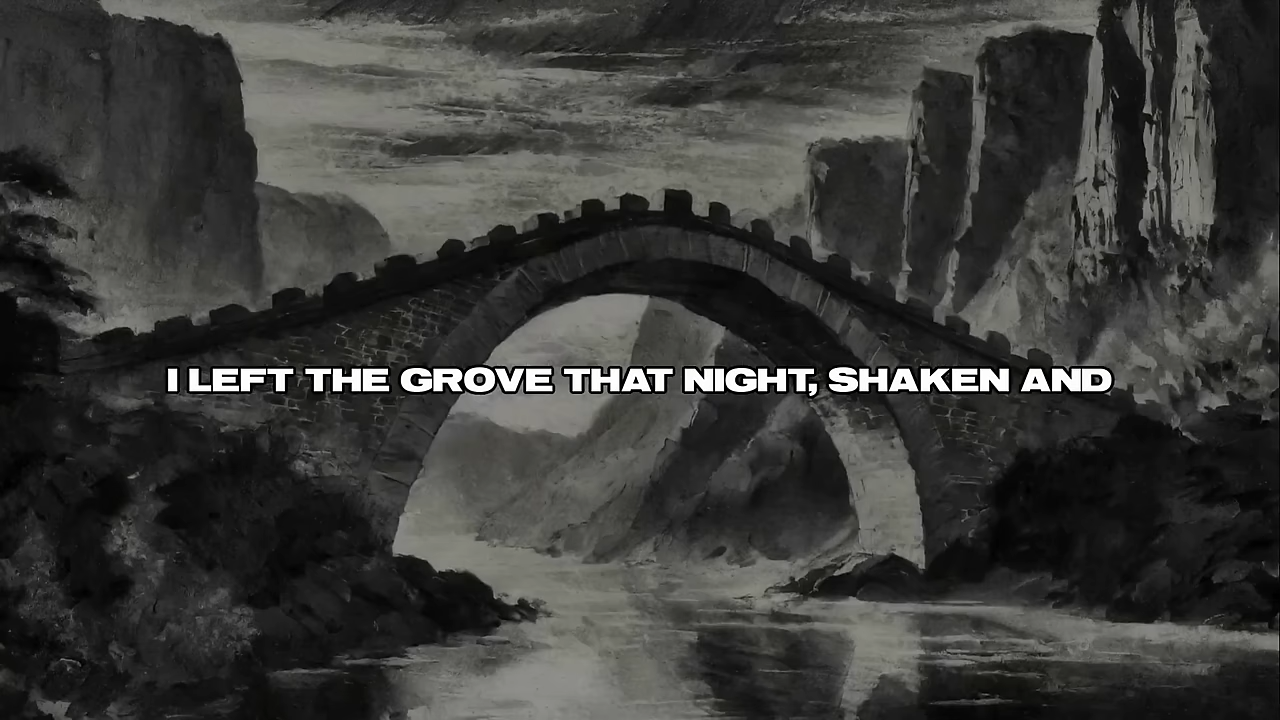 I LEFT THE GROVE THAT NIGHT, SHAKEN AND